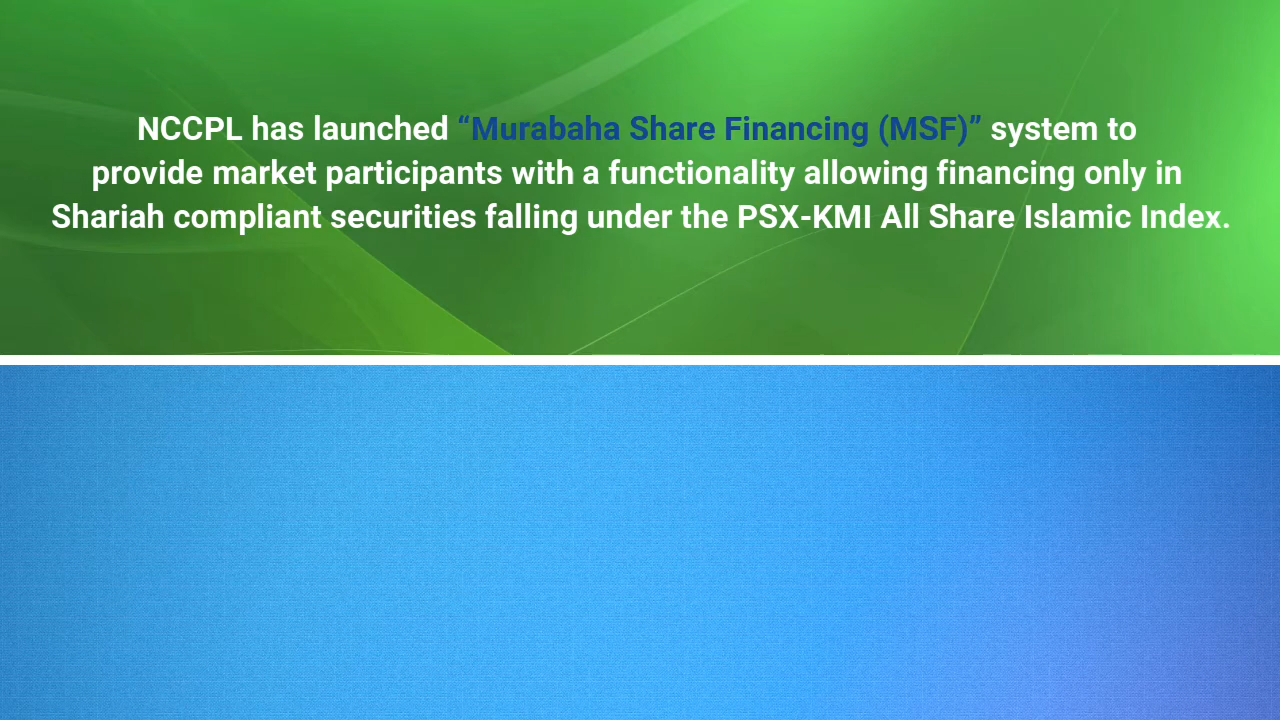 NCCPL has launched “Murabaha Share Financing (MSF)” system to
provide market participants with a functionality allowing financing only in
Shariah compliant securities falling under the PSX-KMI All Share Islamic Index.